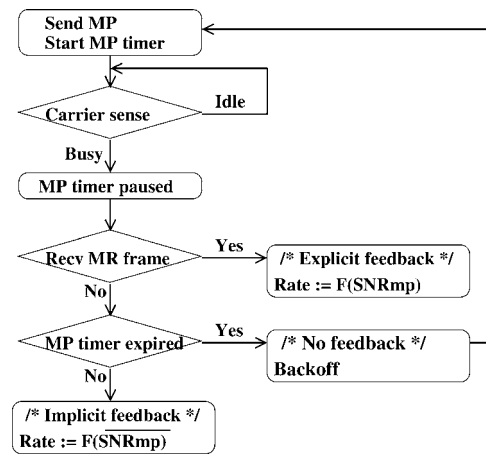 Send MP
Start MP timer
Carrier sense
Idle
Busy
MP timer paused
Recv MR frame
Yes
/* Explicit feedback */
Rate := F(SNRmp)
No
MP timer expired
Yes
/* No feedback */
Backoff
No
/* Implicit feedback */
Rate := F(SNRmp)